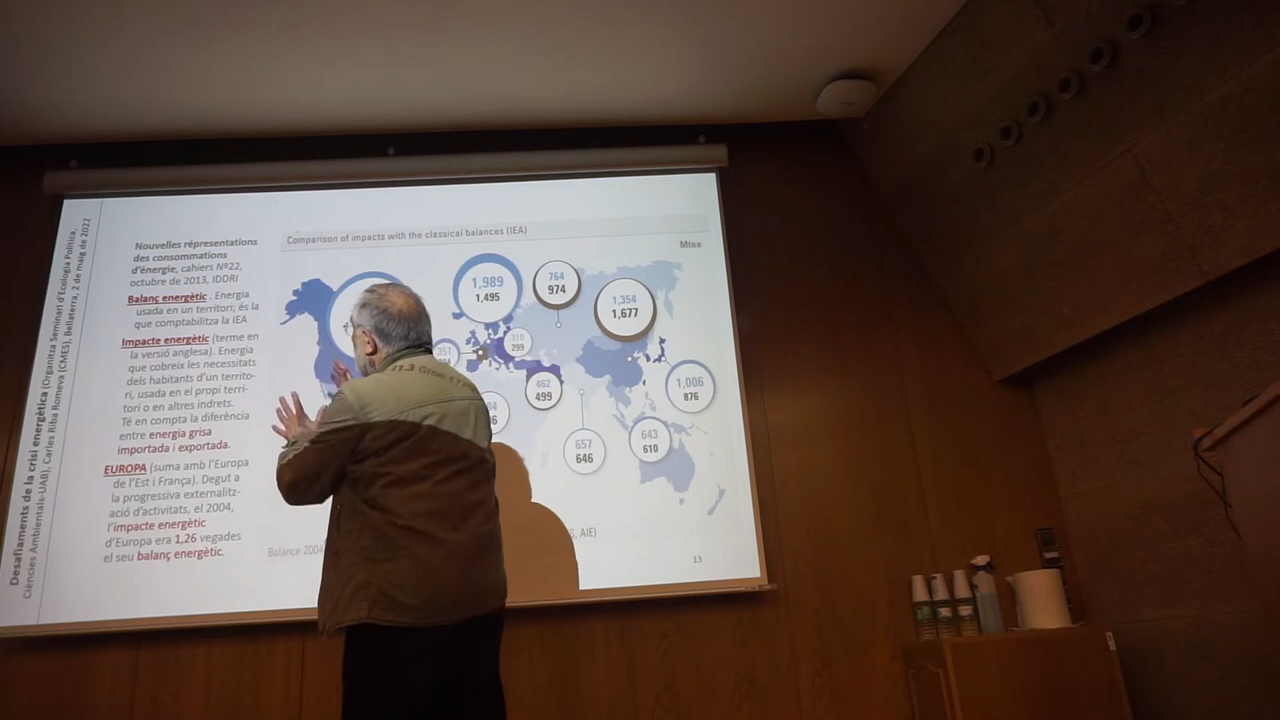 Desafiaments de la crisi energètica (Organitza Seminari d'Ecologia Política,
Ciències Ambientals-UAB), Carles Riba Romeva (CMES), Bellaterra, 2 de maig de 2022
Nouvelles répresentations
des consommations
d'énergie, cahiers Nº22,
octubre de 2013, IDDRI
Balanç energètic . Energia
usada en un territori; és la
que comptabilitza la IEA
Impacte energètic (terme en
la versió anglesa). Energia
que cobreix les necessitats
dels habitants d'un territo-
ri, usada en el propi terri-
tori o en altres indrets.
Té en compta la diferència
entre energia grisa
importada i exportada.
EUROPA (suma amb l'Europa
de l'Est i França). Degut a
la progressiva externalitz-
ació d'activitats, el 2004,
l'impacte energètic
d'Europa era 1,26 vegades
el seu balanç energètic.
Comparison of impacts with the classical balances (IEA)
Mtoe
1,989
1,495
764
974
1,354
1,677
351
310
299
462
499
1,006
876
657
646
643
610
AIE)
Balance 2004
13